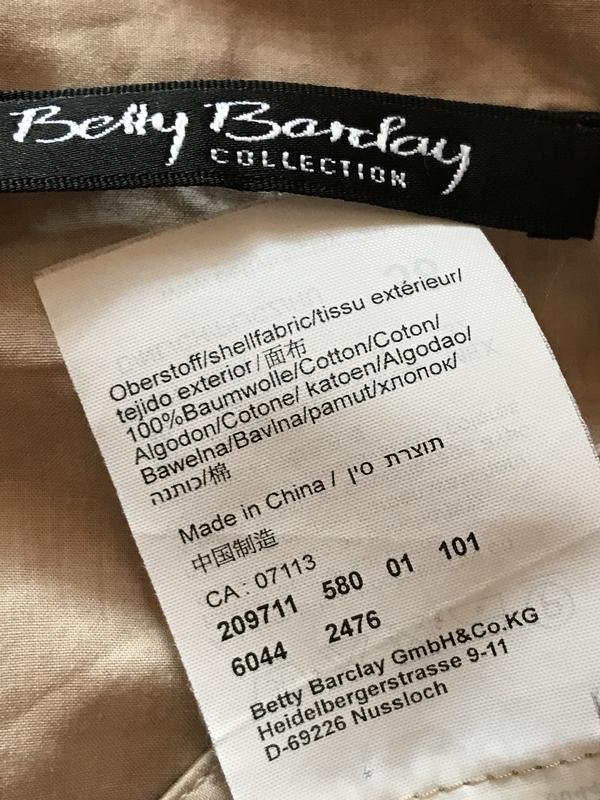 Betty Barclay
COLLECTION
Oberstoff/shellfabric/tissu extérieur/
tejido exterior/面布
100%Baumwolle/Cotton/Coton/
Algodon/Cotone/ katoen/Algodao/
Bawelna/Bavlna/pamut/хлопок/
כותנה/棉
Made in China / תוצרת סין
中国制造
CA : 07113
209711 580 01 101
6044 2476
Betty Barclay GmbH&Co.KG
Heidelbergerstrasse 9-11
D-69226 Nussloch